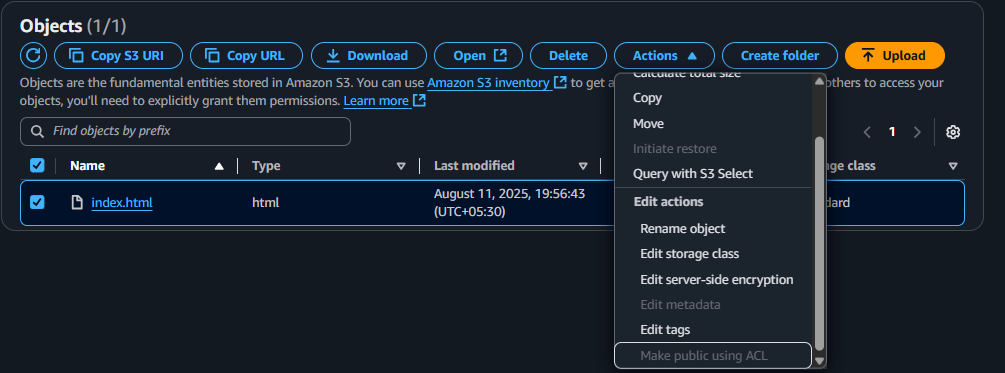 Objects (1/1)
Copy S3 URI Copy URL Download Open Delete Actions Create folder Upload
Objects are the fundamental entities stored in Amazon S3. You can use Amazon S3 inventory to get a others to access your
objects, you'll need to explicitly grant them permissions. Learn more
Find objects by prefix
1
Name Type Last modified class
index.html html August 11, 2025, 19:56:43
(UTC+05:30)
Calculate total size
Copy
Move
Initiate restore
Query with S3 Select
Edit actions
Rename object
Edit storage class
Edit server-side encryption
Edit metadata
Edit tags
Make public using ACL